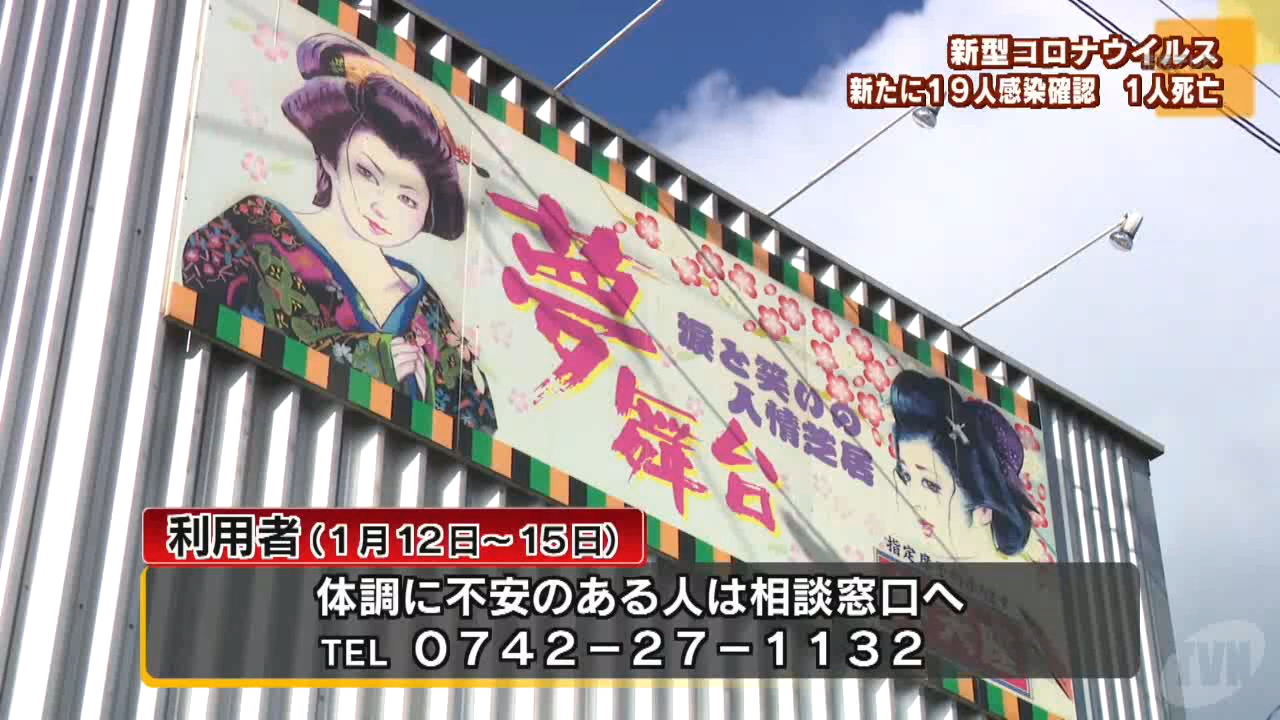 新型コロナウイルス
新たに19人感染確認　1人死亡
夢舞台
涙と笑いの
人情芝居
利用者(1月12日～15日)
体調に不安のある人は相談窓口へ
TEL 0742－27－1132
TVN